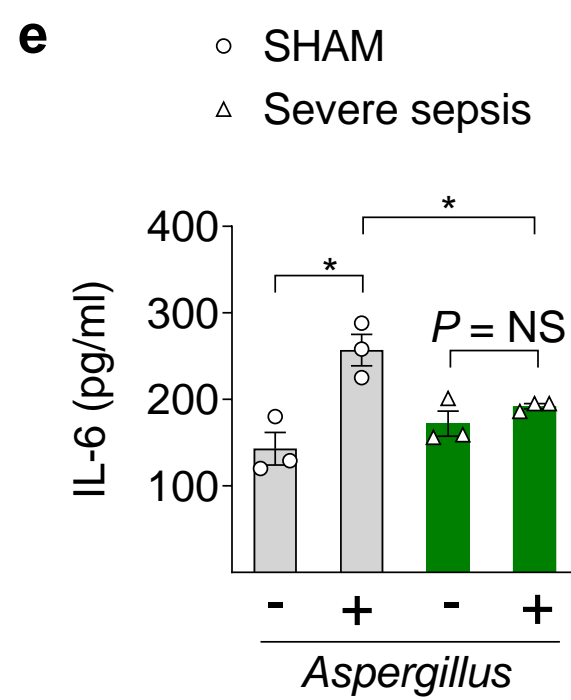 e
SHAM
Severe sepsis
*
400
*
300
P = NS
200
100
IL-6 (pg/ml)
- + - +
Aspergillus